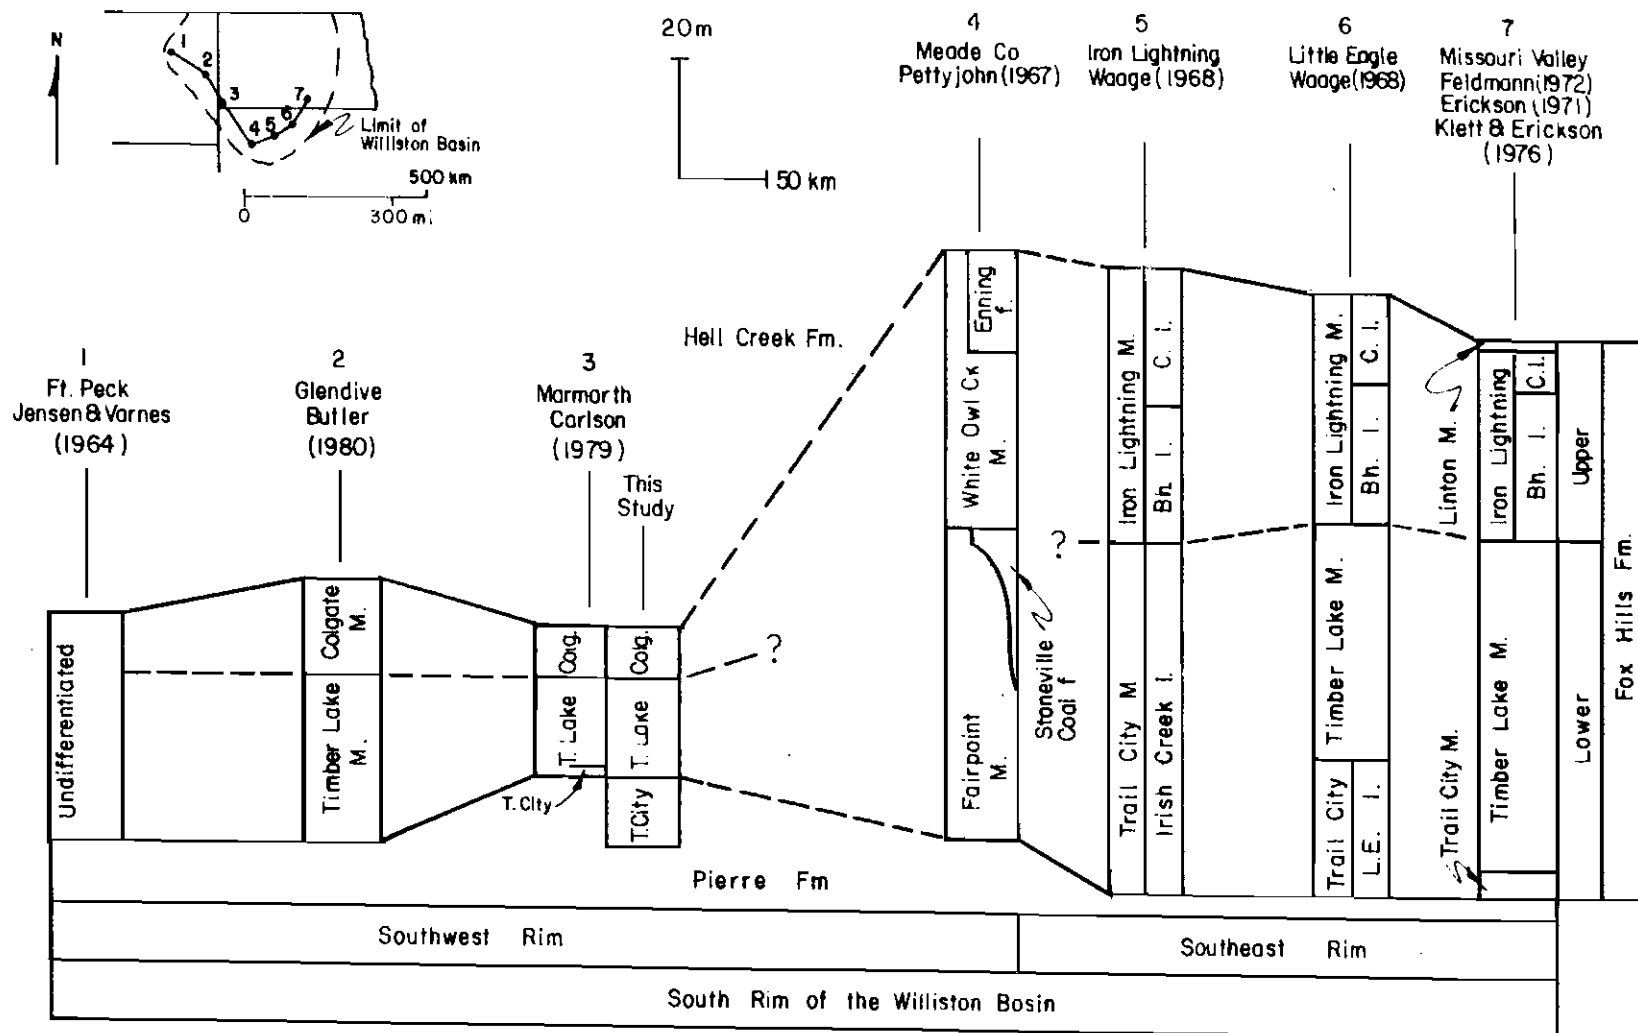 N
1
2
3
4
5
6
7
Limit of
Williston Basin
500 km
0
300 mi
20 m
50 km
1
Ft. Peck
Jensen & Varnes
(1964)
2
Glendive
Butler
(1980)
3
Marmarth
Carlson
(1979)
This
Study
4
Meade Co
Pettyjohn (1967)
5
Iron Lightning
Waage (1968)
6
Little Eagle
Waage (1968)
7
Missouri Valley
Feldmann (1972)
Erickson (1971)
Klett & Erickson
(1976)
Hell Creek Fm.
Undifferentiated
Colgate
M.
Timber Lake
M.
Colg.
T. Lake
T. City
Colg.
T. Lake
T.City
?
Enning
f.
White Owl Ck
M.
Fairpoint
M.
Stoneville
Coal f
?
Iron Lightning M.
C. l.
Bh. l.
Trail City M
Irish Creek l.
Iron Lightning M.
C. l.
Bh. l.
Timber Lake M.
Trail City
L.E. l.
Linton M.
Iron Lightning
C.l.
Bh. l.
Trail City M.
Timber Lake M.
Upper
Lower
Fox Hills Fm.
Pierre Fm
Southwest Rim
Southeast Rim
South Rim of the Williston Basin